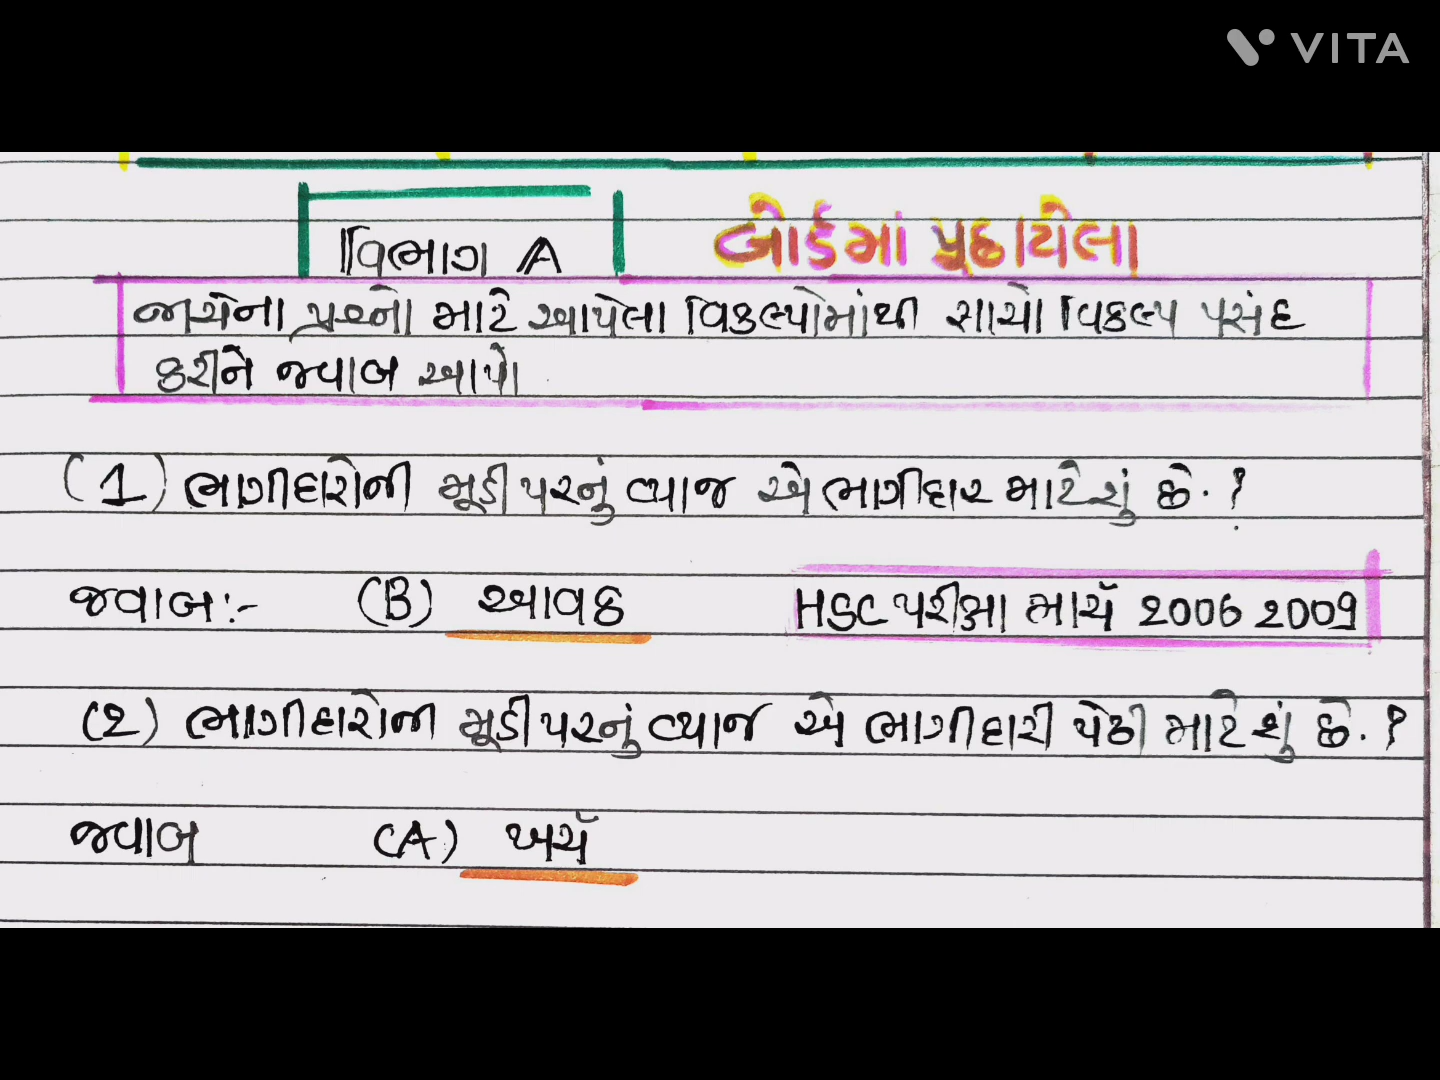 VITA
વિભાગ A બોર્ડમાં પૂછાયેલા
નીચેના પ્રશ્નો માટે આપેલા વિકલ્પોમાંથી સાચો વિકલ્પ પસંદ
કરીને જવાબ આપો
(1) ભાગીદારોની મૂડી પરનું વ્યાજ એ ભાગીદાર માટે શું છે. ?
જવાબ:- (B) આવક HSC પરીક્ષા માર્ચ 2006 2009
(2) ભાગીદારોની મૂડી પરનું વ્યાજ એ ભાગીદારી પેઢી માટે શું છે. ?
જવાબ (A) ખર્ચ